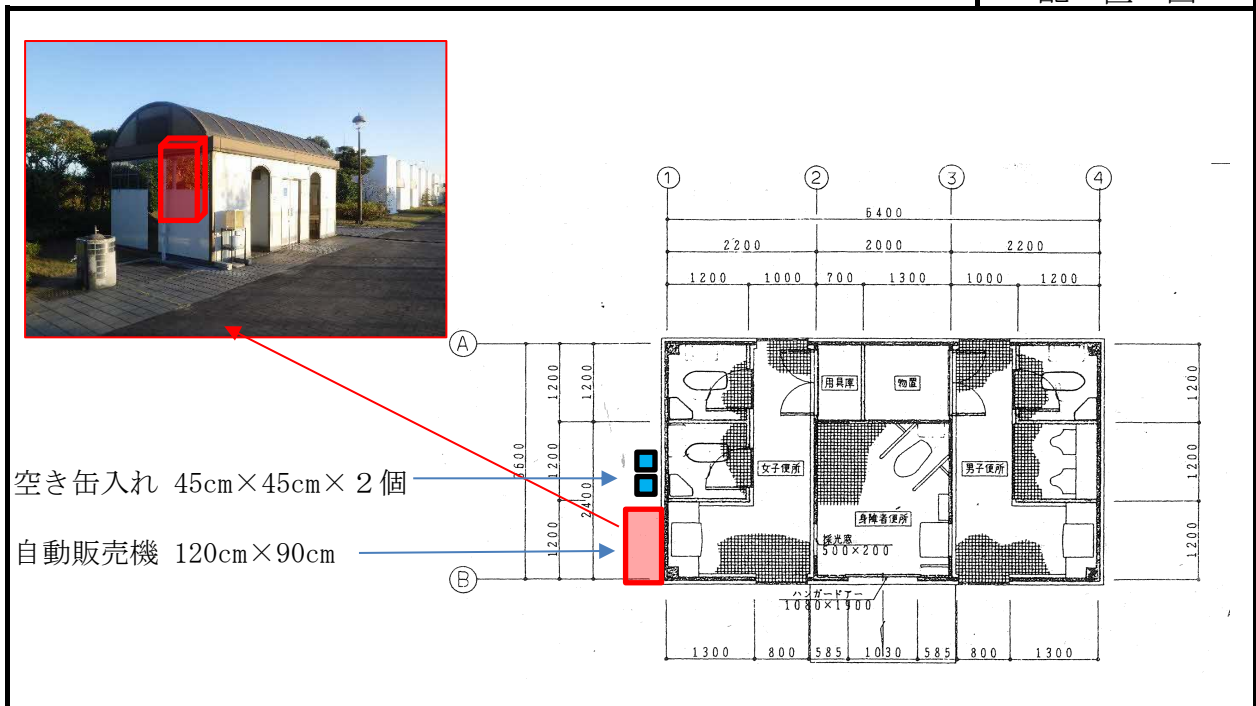 配 置 図
① ② ③ ④
6400
2200 2000 2200
1200 1000 700 1300 1000 1200
Ⓐ
1200 1200 1200
用具庫 物置
空き缶入れ 45cm×45cm×２個
3600 1200 2400 1200
女子便所 男子便所
身障者便所
採光窓
500×200
自動販売機 120cm×90cm
1200 1200
Ⓑ
ハンガードアー
1080×1900
1300 800 585 1030 585 800 1300